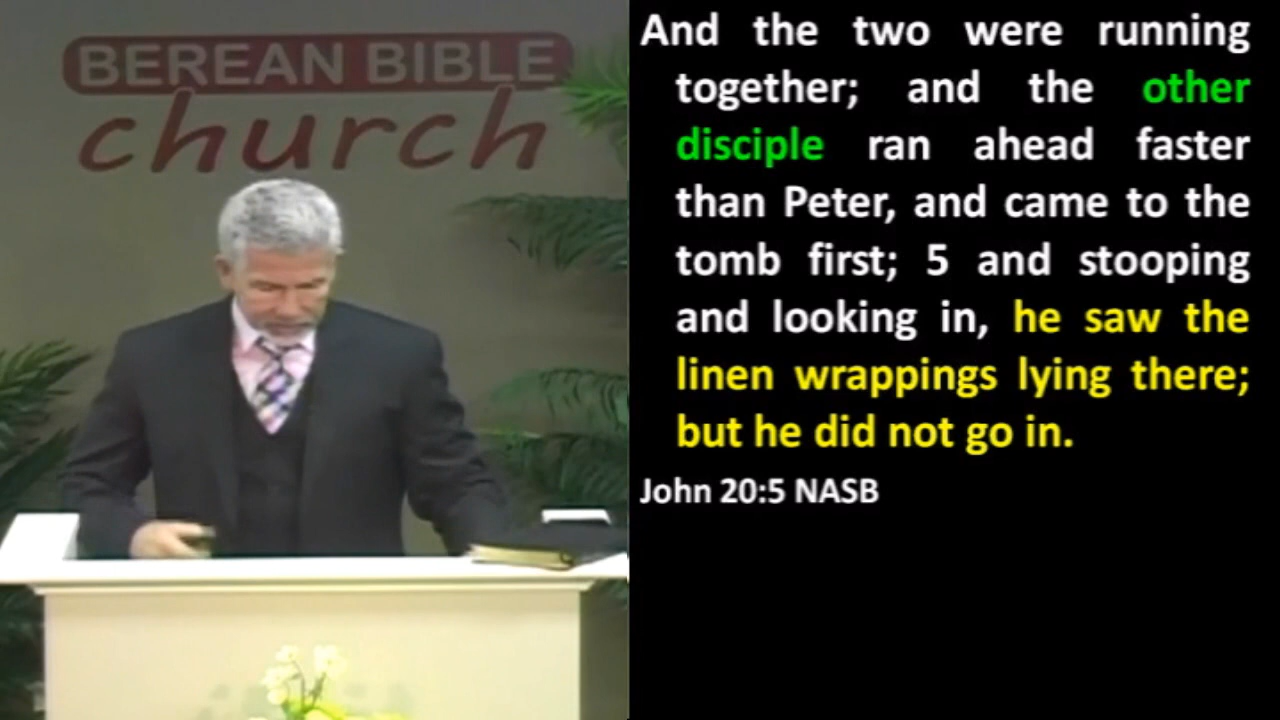 BEREAN BIBLE
church
And the two were running
together; and the other
disciple ran ahead faster
than Peter, and came to the
tomb first; 5 and stooping
and looking in, he saw the
linen wrappings lying there;
but he did not go in.
John 20:5 NASB